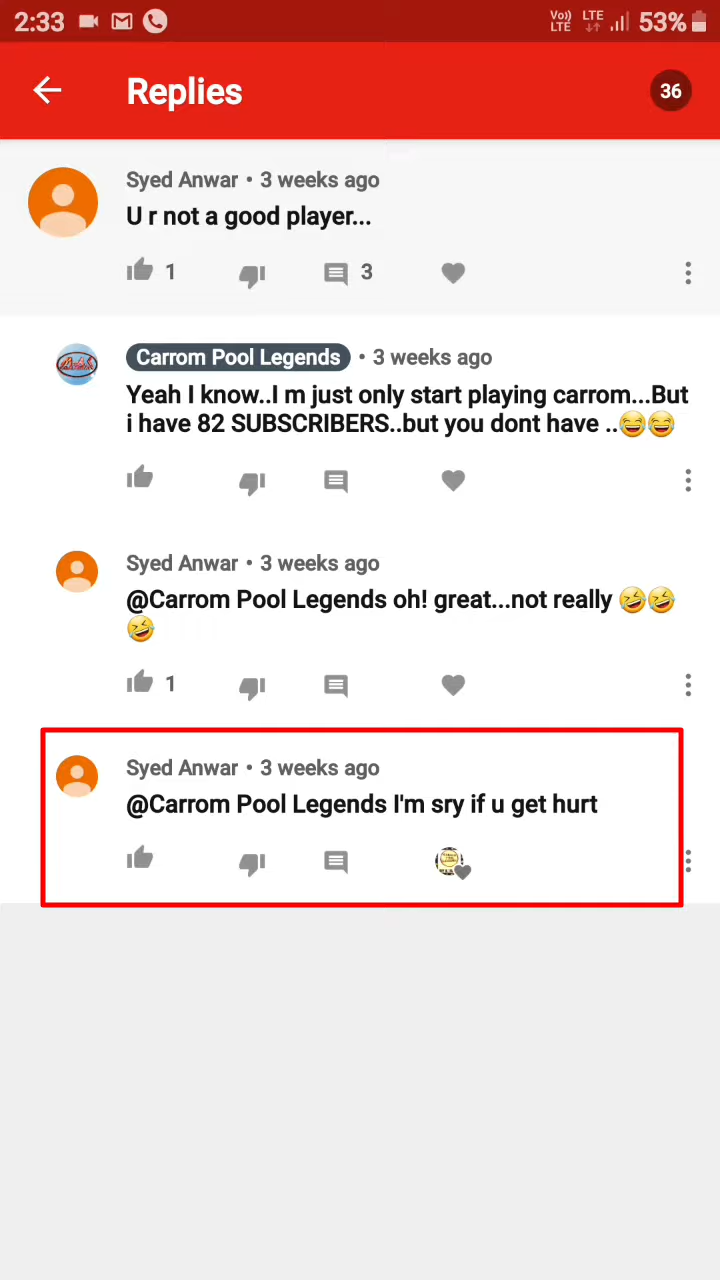 2:33 Vo)) LTE LTE 53%
Replies 36
Syed Anwar • 3 weeks ago
U r not a good player...
1 3
Carrom Pool Legends • 3 weeks ago
Yeah I know..I m just only start playing carrom...But
i have 82 SUBSCRIBERS..but you dont have ..😂😂
Syed Anwar • 3 weeks ago
@Carrom Pool Legends oh! great...not really 🤣🤣
🤣
1
Syed Anwar • 3 weeks ago
@Carrom Pool Legends I'm sry if u get hurt